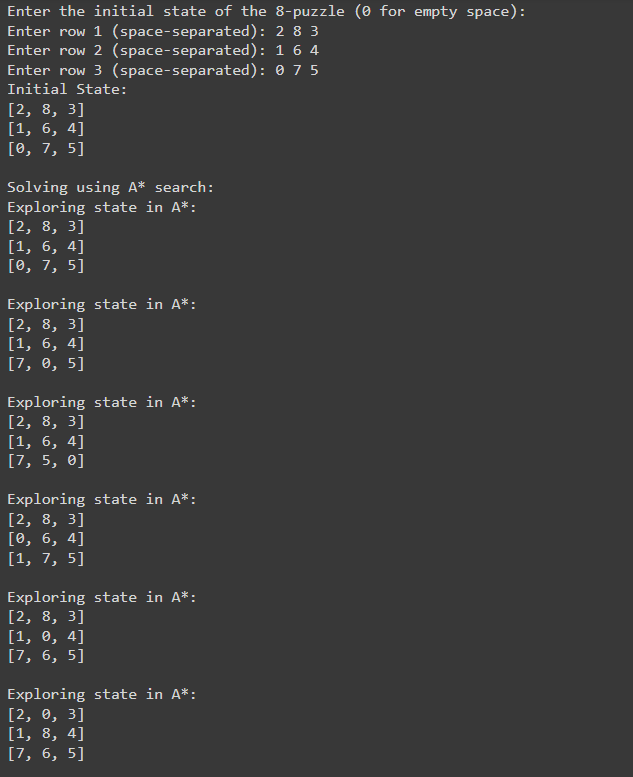 Enter the initial state of the 8-puzzle (0 for empty space):
Enter row 1 (space-separated): 2 8 3
Enter row 2 (space-separated): 1 6 4
Enter row 3 (space-separated): 0 7 5
Initial State:
[2, 8, 3]
[1, 6, 4]
[0, 7, 5]

Solving using A* search:
Exploring state in A*:
[2, 8, 3]
[1, 6, 4]
[0, 7, 5]

Exploring state in A*:
[2, 8, 3]
[1, 6, 4]
[7, 0, 5]

Exploring state in A*:
[2, 8, 3]
[1, 6, 4]
[7, 5, 0]

Exploring state in A*:
[2, 8, 3]
[0, 6, 4]
[1, 7, 5]

Exploring state in A*:
[2, 8, 3]
[1, 0, 4]
[7, 6, 5]

Exploring state in A*:
[2, 0, 3]
[1, 8, 4]
[7, 6, 5]